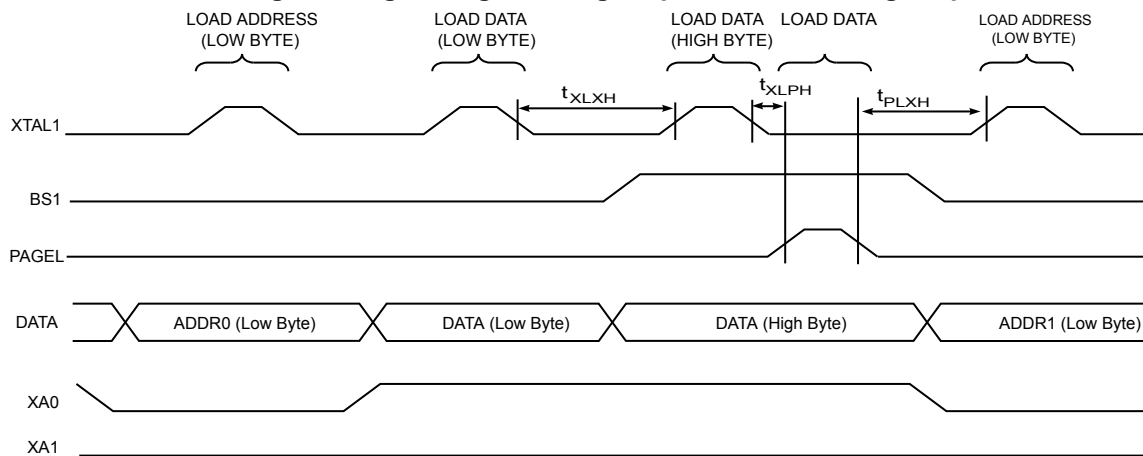 LOAD ADDRESS
(LOW BYTE)
LOAD DATA
(LOW BYTE)
LOAD DATA
(HIGH BYTE)
LOAD DATA
LOAD ADDRESS
(LOW BYTE)
tXLXH
tXLPH
tPLXH
XTAL1
BS1
PAGEL
DATA
ADDR0 (Low Byte)
DATA (Low Byte)
DATA (High Byte)
ADDR1 (Low Byte)
XA0
XA1